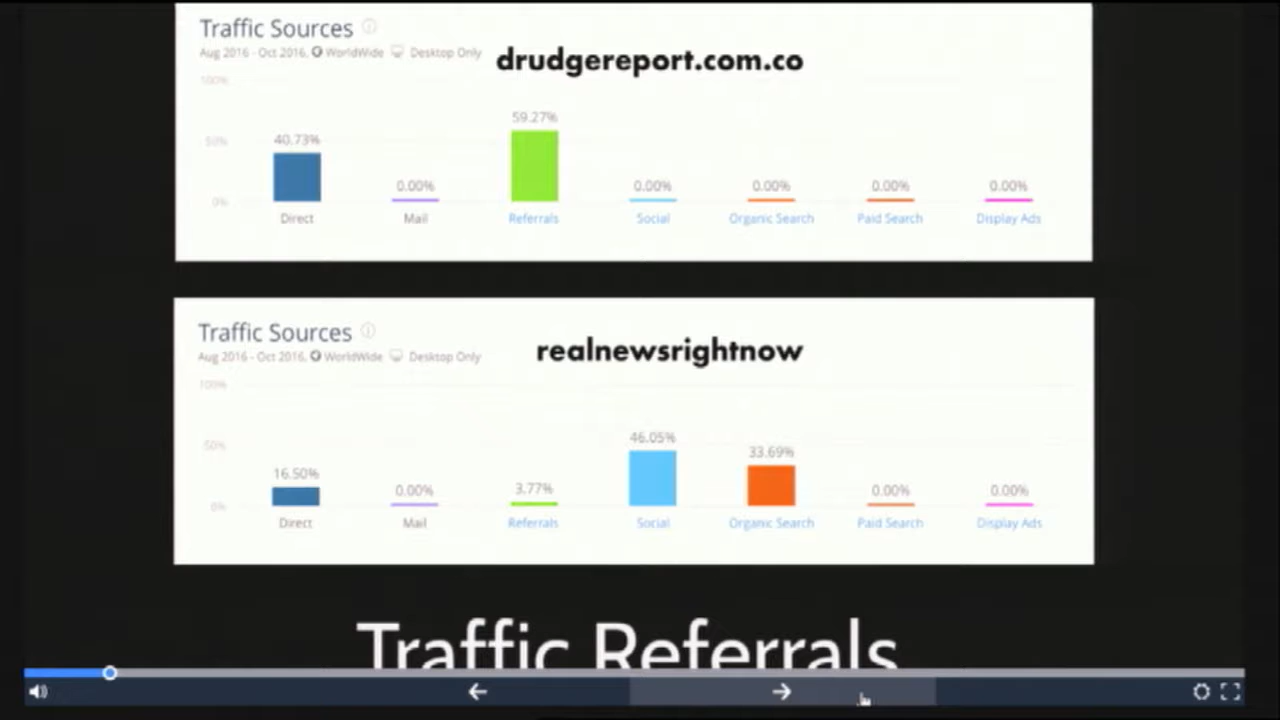 Traffic Sources
Aug 2016 - Oct 2016, WorldWide Desktop Only
drudgereport.com.co
100%
59.27%
50%
40.73%
0.00%
0.00%
0.00%
0.00%
0.00%
0%
Direct
Mail
Referrals
Social
Organic Search
Paid Search
Display Ads
Traffic Sources
Aug 2016 - Oct 2016, WorldWide Desktop Only
realnewsrightnow
100%
50%
46.05%
33.69%
16.50%
0.00%
3.77%
0.00%
0.00%
0%
Direct
Mail
Referrals
Social
Organic Search
Paid Search
Display Ads
Traffic Referrals